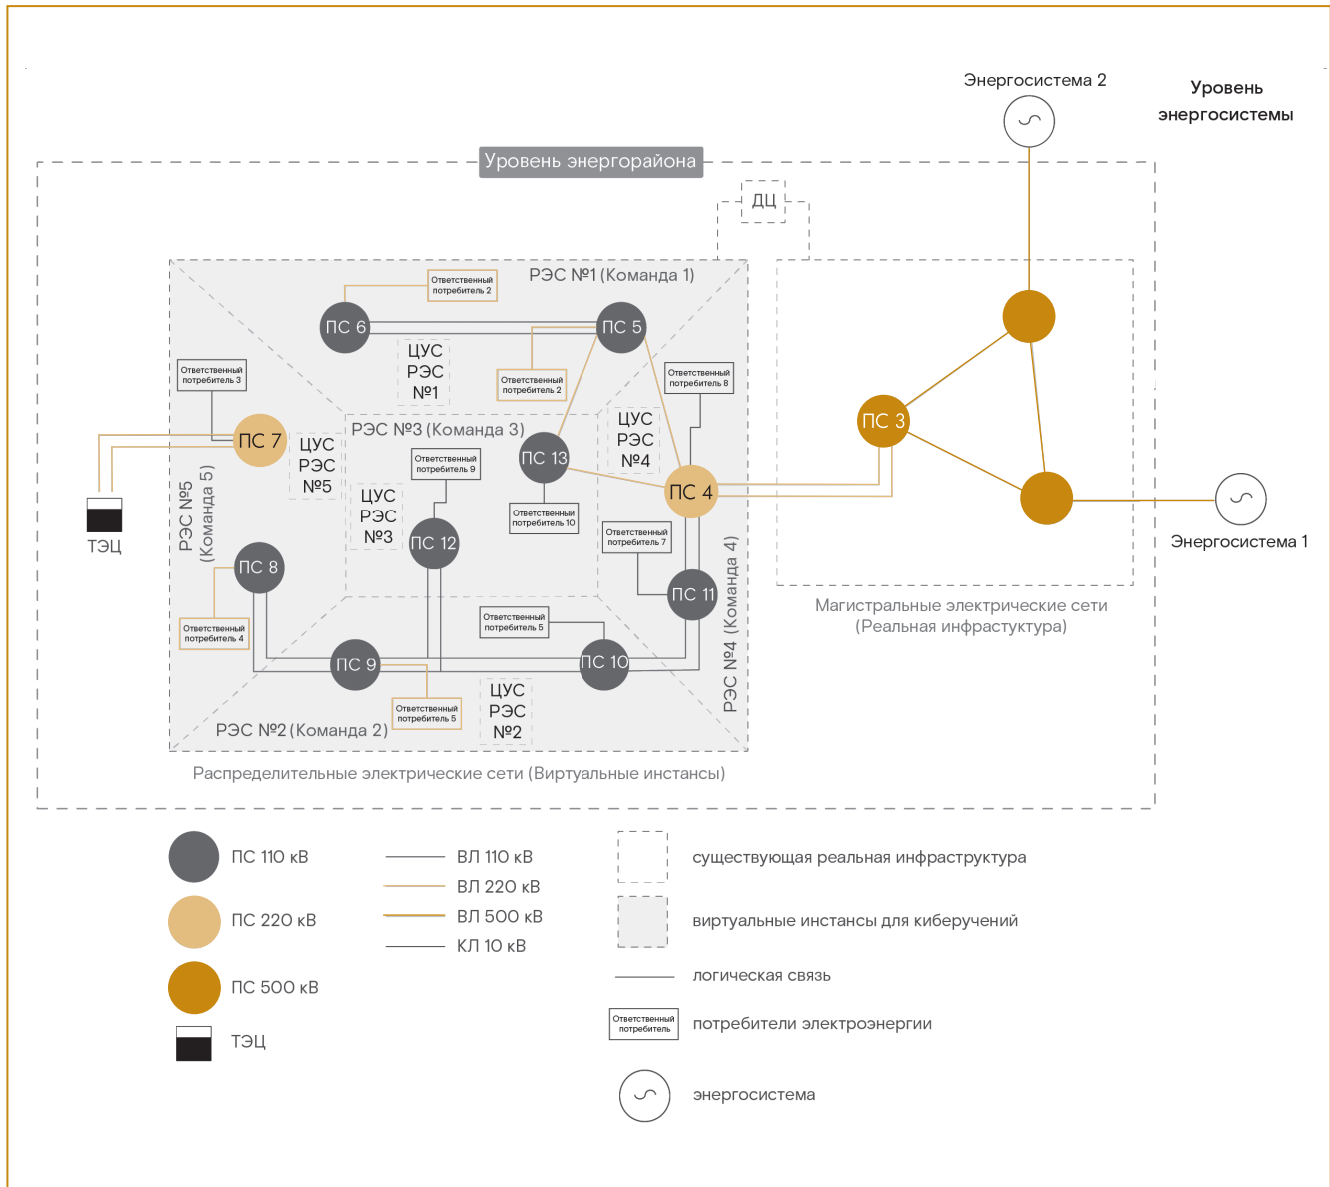 Энергосистема 2
Уровень
энергосистемы
Уровень энергорайона
ДЦ
РЭС №1 (Команда 1)
Ответственный
потребитель 2
ПС 6
ПС 5
ЦУС
РЭС
№1
Ответственный
потребитель 2
Ответственный
потребитель 3
Ответственный
потребитель 8
ПС 7
ЦУС
РЭС
№5
РЭС №3 (Команда 3)
ЦУС
РЭС
№4
ПС 3
Ответственный
потребитель 9
ПС 13
ПС 4
РЭС №5
(Команда 5)
ЦУС
РЭС
№3
Ответственный
потребитель 10
ТЭЦ
ПС 12
Ответственный
потребитель 7
Энергосистема 1
ПС 8
ПС 11
РЭС №4 (Команда 4)
Магистральные электрические сети
(Реальная инфрастуктура)
Ответственный
потребитель 4
Ответственный
потребитель 5
ПС 9
ПС 10
Ответственный
потребитель 5
ЦУС
РЭС
№2
РЭС №2 (Команда 2)
Распределительные электрические сети (Виртуальные инстансы)
ПС 110 кВ
ПС 220 кВ
ПС 500 кВ
ТЭЦ
ВЛ 110 кВ
ВЛ 220 кВ
ВЛ 500 кВ
КЛ 10 кВ
существующая реальная инфраструктура
виртуальные инстансы для киберучений
логическая связь
Ответственный
потребитель
потребители электроэнергии
энергосистема